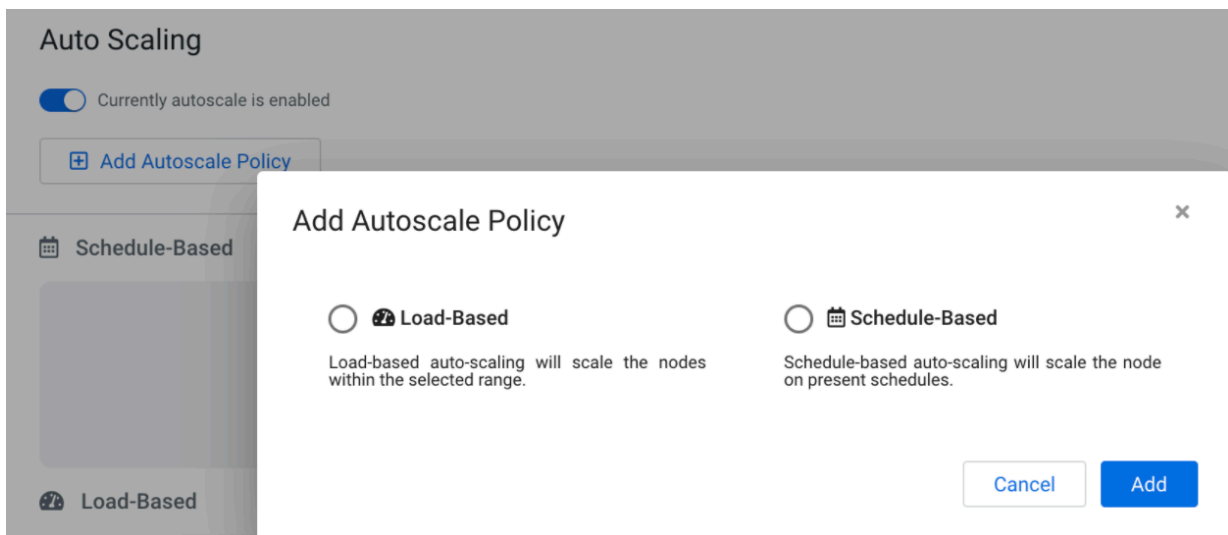 Auto Scaling
Currently autoscale is enabled
Add Autoscale Policy
Schedule-Based
Load-Based
Add Autoscale Policy
×
Load-Based
Load-based auto-scaling will scale the nodes
within the selected range.
Schedule-Based
Schedule-based auto-scaling will scale the node
on present schedules.
Cancel
Add